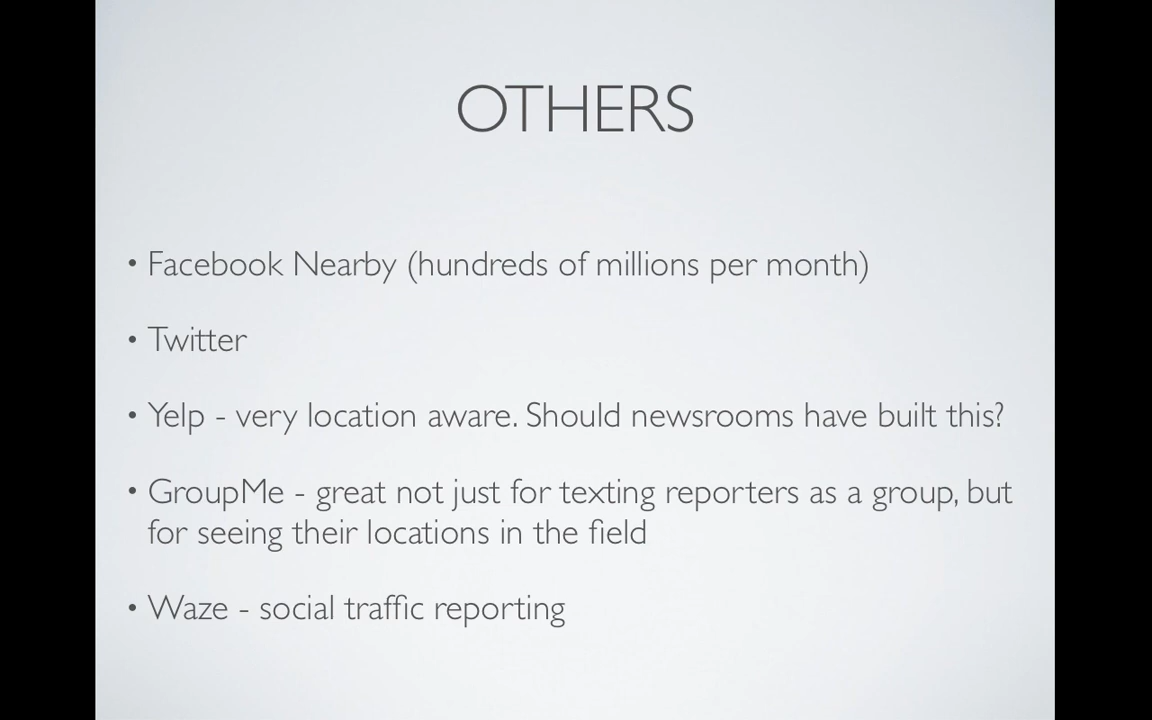 OTHERS
• Facebook Nearby (hundreds of millions per month)
• Twitter
• Yelp - very location aware. Should newsrooms have built this?
• GroupMe - great not just for texting reporters as a group, but
for seeing their locations in the field
• Waze - social traffic reporting